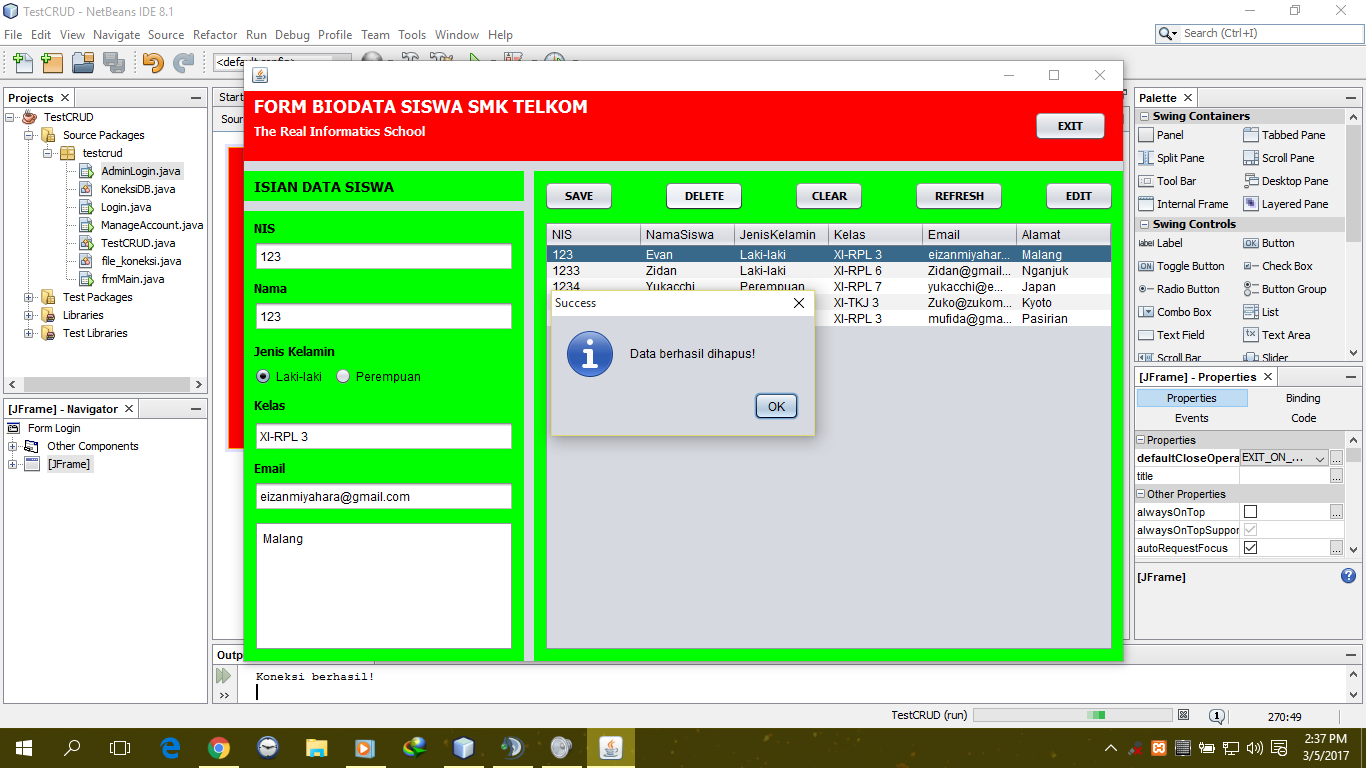 TestCRUD - NetBeans IDE 8.1
File Edit View Navigate Source Refactor Run Debug Profile Team Tools Window Help
Search (Ctrl+I)
Projects
TestCRUD
Source Packages
testcrud
AdminLogin.java
KoneksiDB.java
Login.java
ManageAccount.java
TestCRUD.java
file_koneksi.java
frmMain.java
Test Packages
Libraries
Test Libraries
[JFrame] - Navigator
Form Login
Other Components
[JFrame]
Start
Sour
FORM BIODATA SISWA SMK TELKOM
The Real Informatics School
EXIT
ISIAN DATA SISWA
NIS
123
Nama
123
Jenis Kelamin
Laki-laki Perempuan
Kelas
XI-RPL 3
Email
eizanmiyahara@gmail.com
Malang
SAVE DELETE CLEAR REFRESH EDIT
NIS NamaSiswa JenisKelamin Kelas Email Alamat
123 Evan Laki-laki XI-RPL 3 eizanmiyahar... Malang
1233 Zidan Laki-laki XI-RPL 6 Zidan@gmail... Nganjuk
1234 Yukacchi Perempuan XI-RPL 7 yukacchi@e... Japan
XI-TKJ 3 Zuko@zukom... Kyoto
XI-RPL 3 mufida@gma... Pasirian
Success
Data berhasil dihapus!
OK
Palette
Swing Containers
Panel Tabbed Pane
Split Pane Scroll Pane
Tool Bar Desktop Pane
Internal Frame Layered Pane
Swing Controls
label Label OK Button
ON Toggle Button Check Box
Radio Button Button Group
Combo Box List
Text Field Text Area
Scroll Bar Slider
[JFrame] - Properties
Properties Binding
Events Code
Properties
defaultCloseOpera EXIT_ON_... ...
title ...
Other Properties
alwaysOnTop ...
alwaysOnTopSuppor
autoRequestFocus ...
[JFrame]
Outp
Koneksi berhasil!
TestCRUD (run)
1
270:49
2:37 PM
3/5/2017